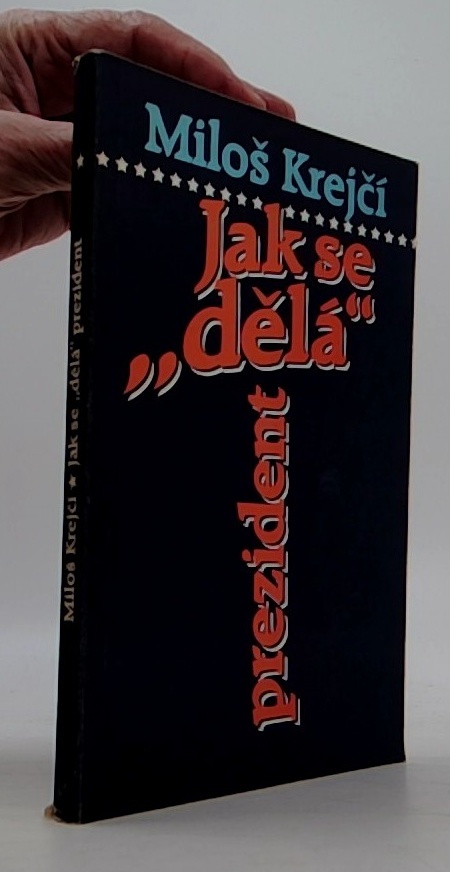 Miloš Krejčí
Jak se
„dělá“
prezident
Miloš Krejčí ★ Jak se „dělá“ prezident